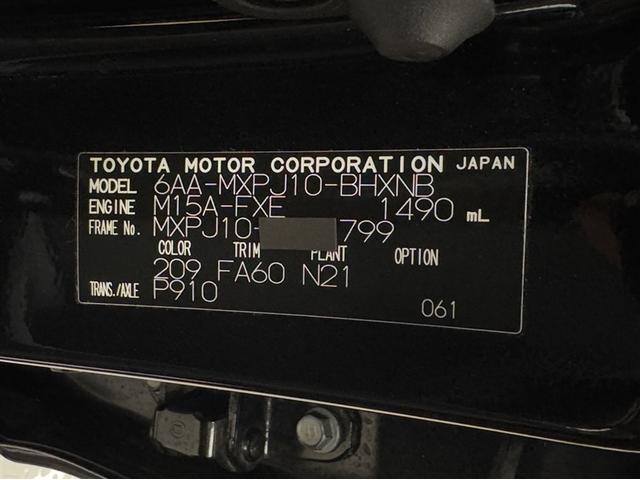 TOYOTA MOTOR CORPORATION JAPAN
MODEL 6AA-MXPJ10-BHXNB
ENGINE M15A-FXE 1490 mL
FRAME No. MXPJ10- 799
COLOR TRIM PLANT OPTION
209 FA60 N21
TRANS./AXLE P910
061